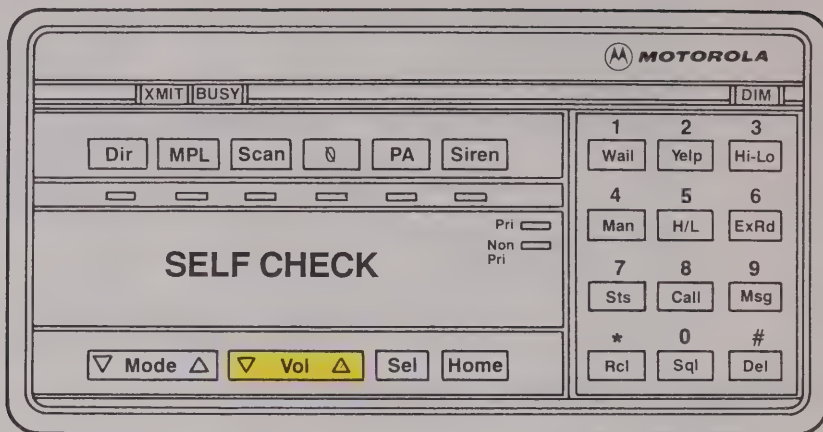 MOTOROLA
XMIT BUSY DIM
Dir MPL Scan PA Siren
Pri
Non
Pri
SELF CHECK
▽ Mode △ ▽ Vol △ Sel Home
1 2 3
Wail Yelp Hi-Lo
4 5 6
Man H/L ExRd
7 8 9
Sts Call Msg
* 0 #
Rcl Sql Del